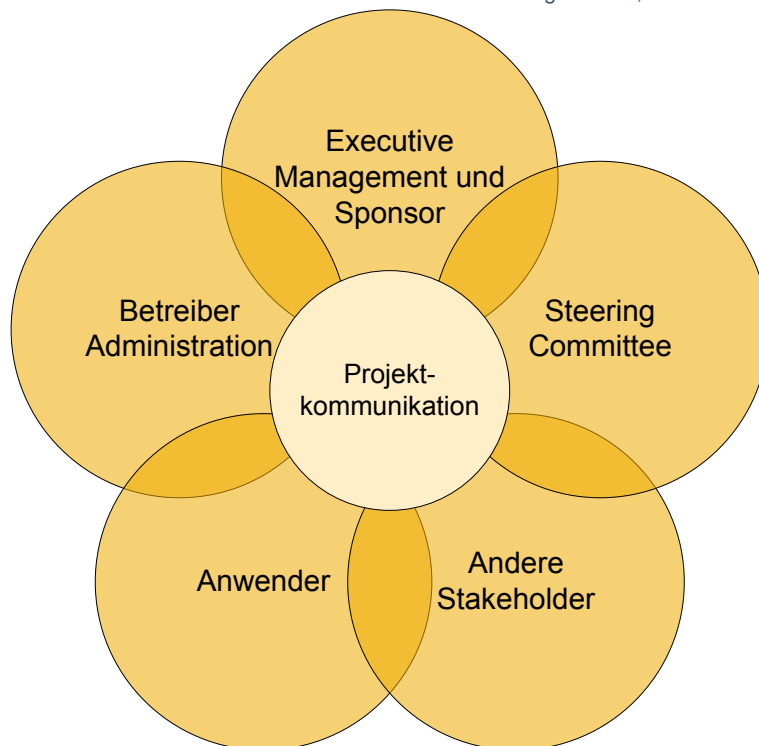 Executive
Management und
Sponsor
Betreiber
Administration
Steering
Committee
Projekt-
kommunikation
Anwender
Andere
Stakeholder